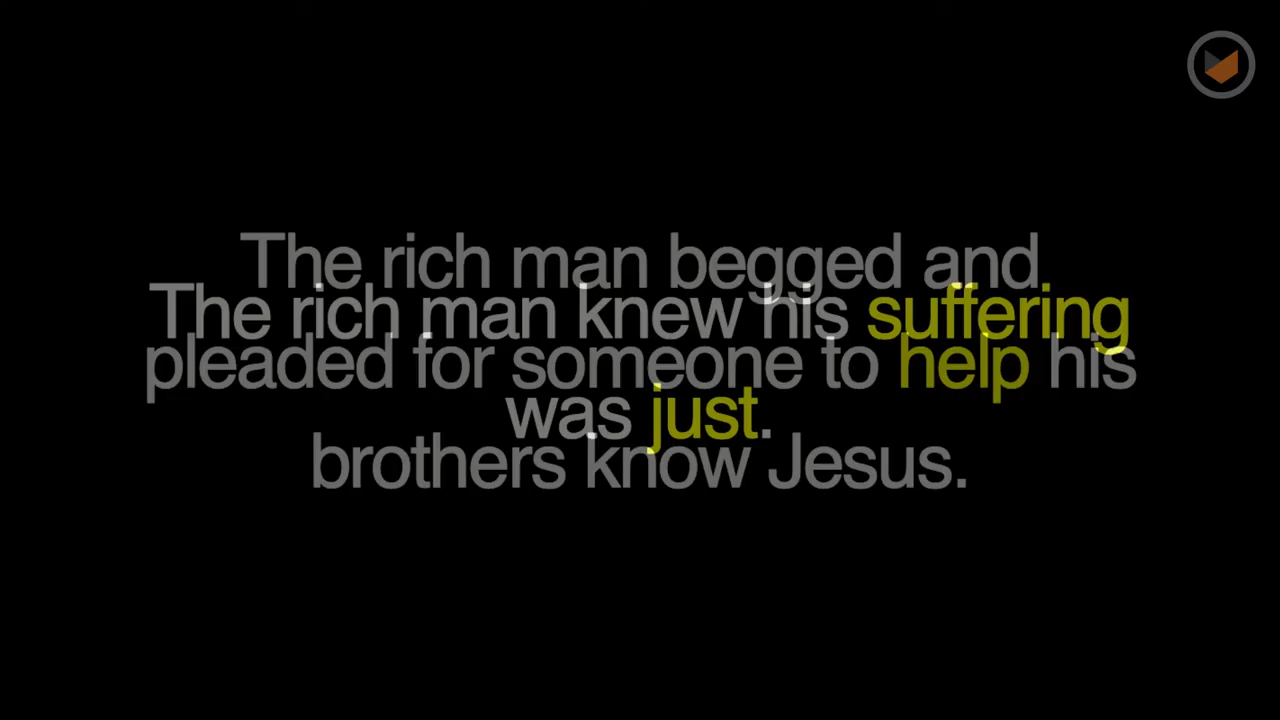 The rich man begged and
The rich man knew his suffering
pleaded for someone to help his
was just.
brothers know Jesus.